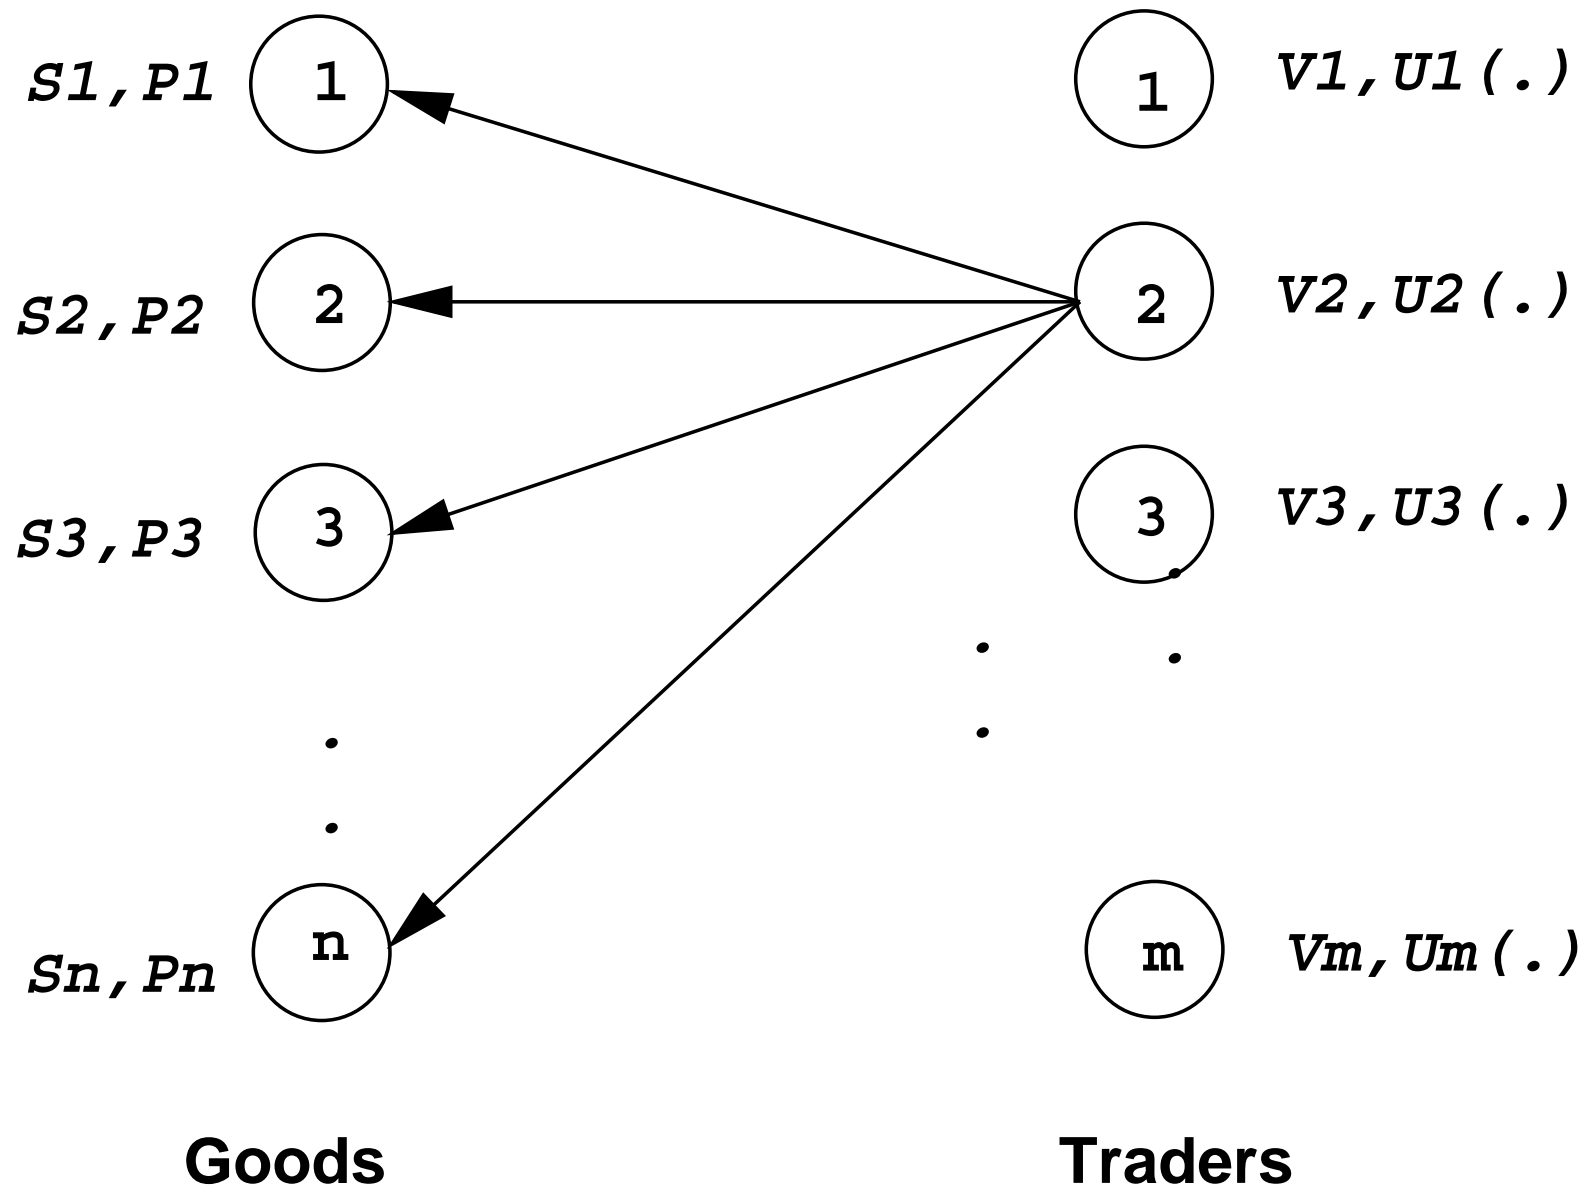 S1,P1 1 1 V1,U1(.)
S2,P2 2 2 V2,U2(.)
S3,P3 3 3 V3,U3(.)
. .
. .
. .
Sn,Pn n m Vm,Um(.)
Goods Traders